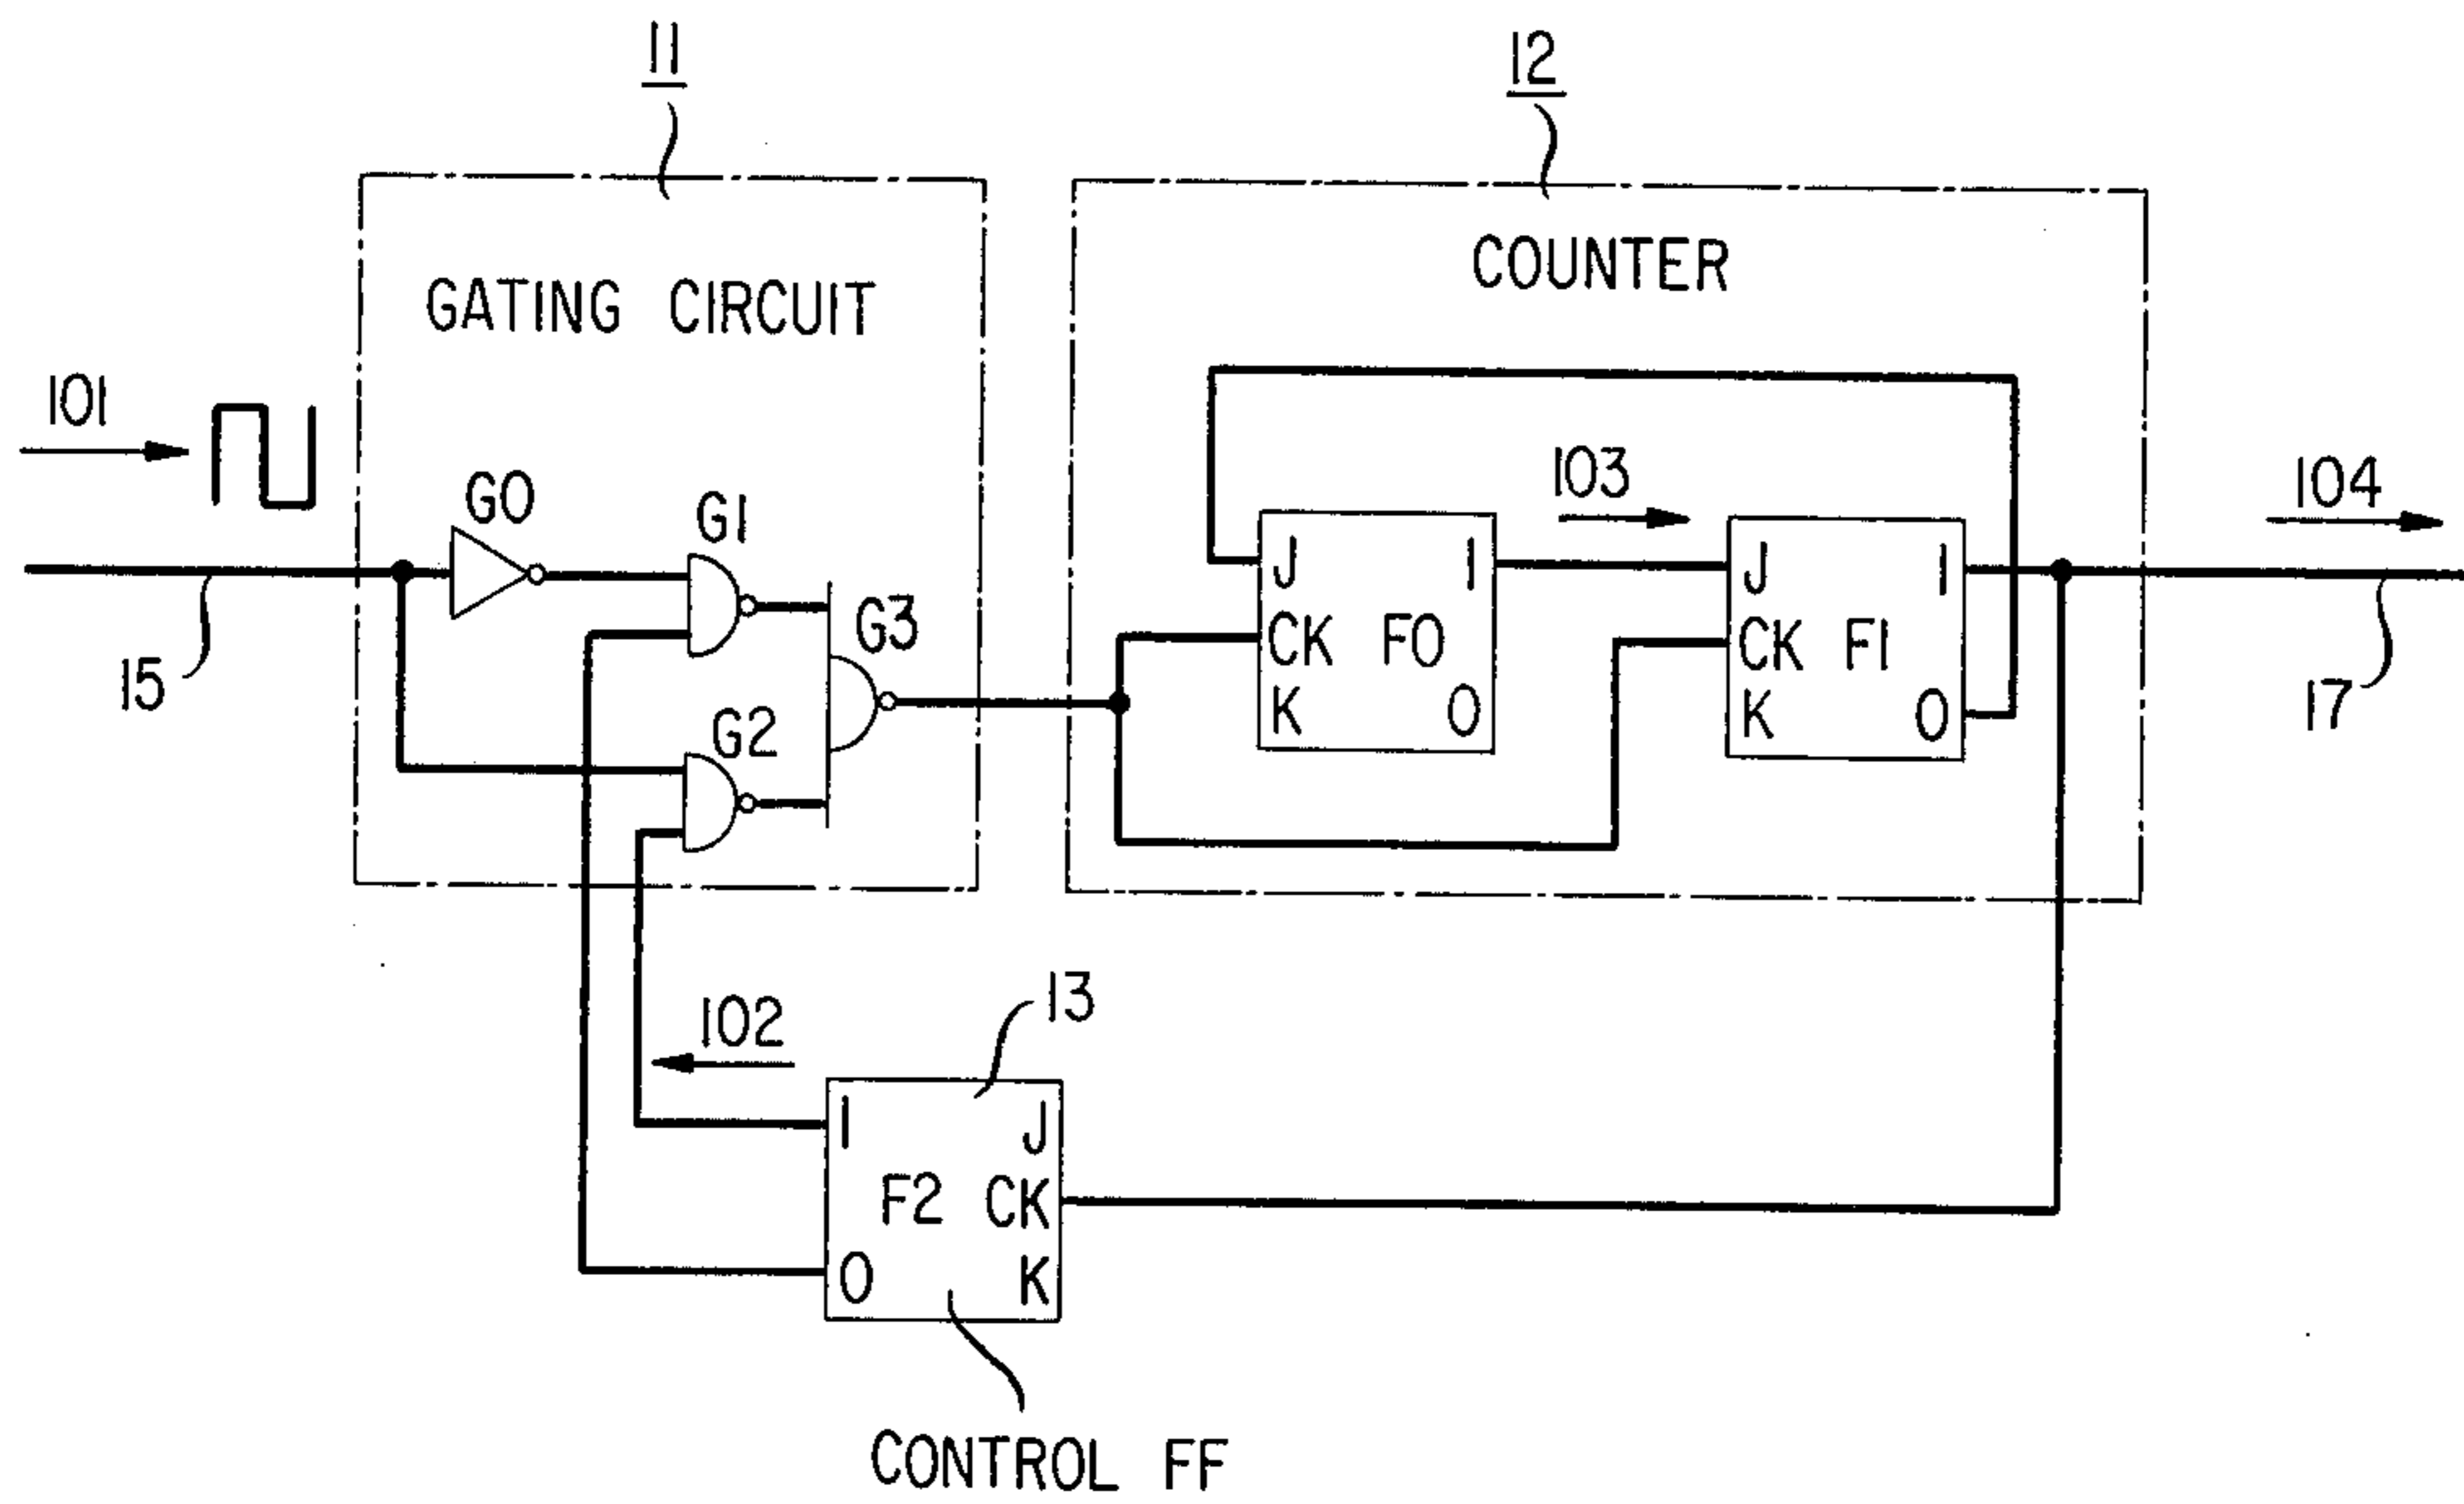 11
12
COUNTER
GATING CIRCUIT
101
G0
G1
103
104
J
1
J
1
G3
CK
F0
CK
F1
15
K
0
K
0
17
G2
13
102
1
J
F2
CK
0
K
CONTROL FF